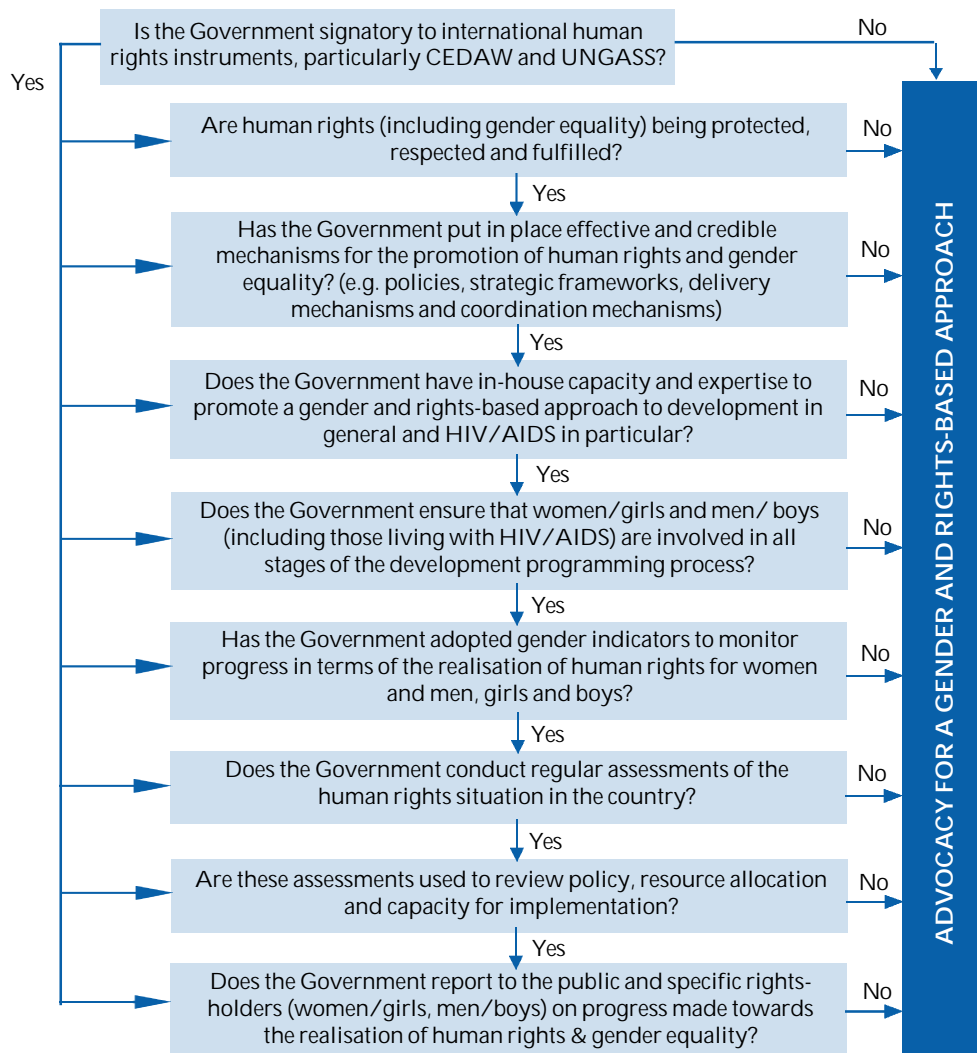 Is the Government signatory to international human
rights instruments, particularly CEDAW and UNGASS?
No
Yes
Are human rights (including gender equality) being protected,
respected and fulfilled?
No
Yes
Has the Government put in place effective and credible
mechanisms for the promotion of human rights and gender
equality? (e.g. policies, strategic frameworks, delivery
mechanisms and coordination mechanisms)
No
Yes
Does the Government have in-house capacity and expertise to
promote a gender and rights-based approach to development in
general and HIV/AIDS in particular?
No
Yes
Does the Government ensure that women/girls and men/ boys
(including those living with HIV/AIDS) are involved in all
stages of the development programming process?
No
Yes
Has the Government adopted gender indicators to monitor
progress in terms of the realisation of human rights for women
and men, girls and boys?
No
Yes
Does the Government conduct regular assessments of the
human rights situation in the country?
No
Yes
Are these assessments used to review policy, resource allocation
and capacity for implementation?
No
Yes
Does the Government report to the public and specific rights-
holders (women/girls, men/boys) on progress made towards
the realisation of human rights & gender equality?
No
ADVOCACY FOR A GENDER AND RIGHTS-BASED APPROACH